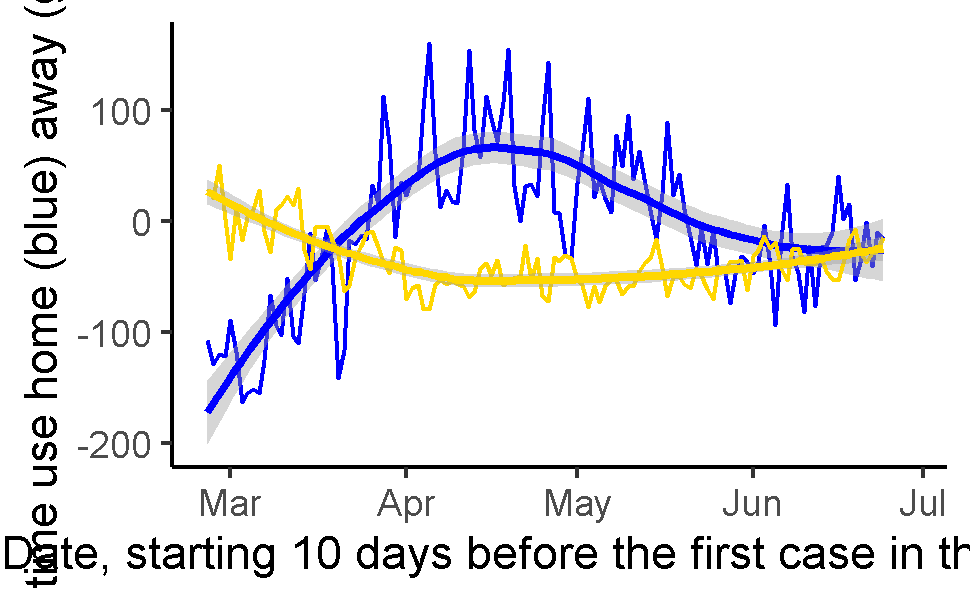 time use home (blue) away (
100
0
-100
-200
Mar Apr May Jun Jul
Date, starting 10 days before the first case in th